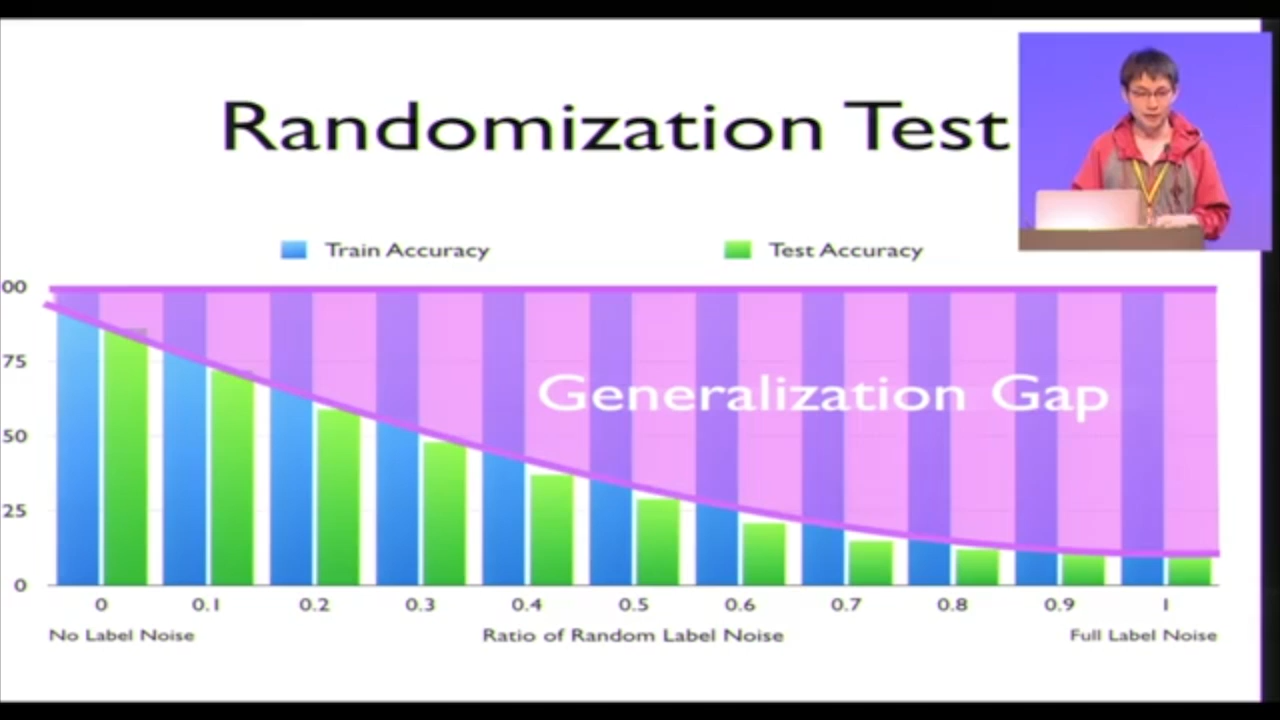 Randomization Test
Train Accuracy
Test Accuracy
00
75
50
25
0
Generalization Gap
0 0.1 0.2 0.3 0.4 0.5 0.6 0.7 0.8 0.9 1
No Label Noise
Ratio of Random Label Noise
Full Label Noise